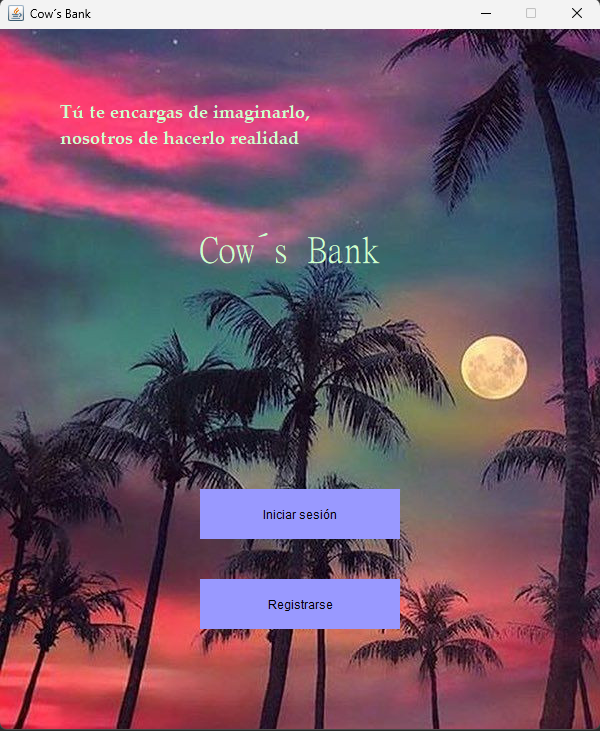 Cow´s Bank
Tú te encargas de imaginarlo,
nosotros de hacerlo realidad
Cow´s Bank
Iniciar sesión
Registrarse